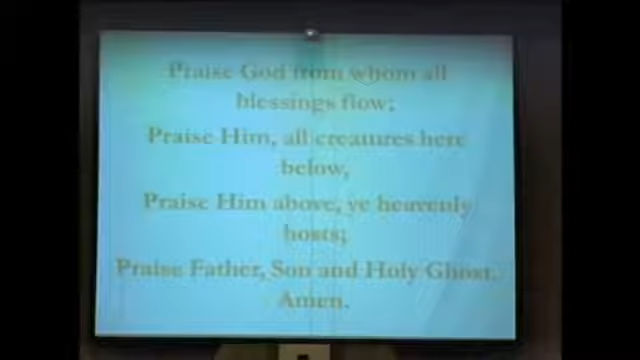 Praise God from whom all
blessings flow;
Praise Him, all creatures here
below,
Praise Him above, ye heavenly
hosts;
Praise Father, Son and Holy Ghost.
Amen.